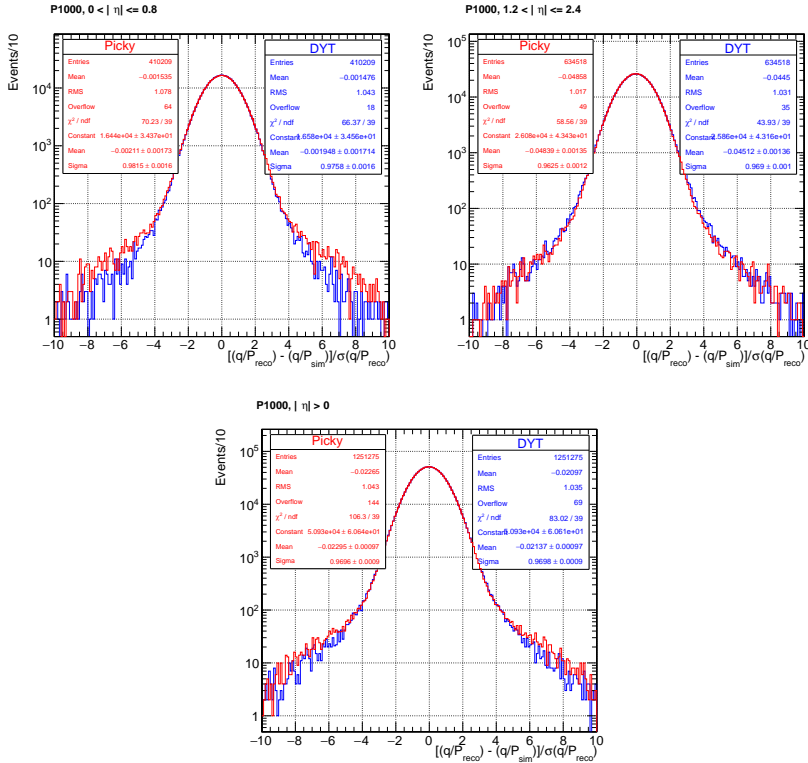 P1000, 0 < | η| <= 0.8
Events/10
Picky
Entries 410209
Mean −0.001535
RMS 1.078
Overflow 64
χ² / ndf 70.23 / 39
Constant 1.644e+04 ± 3.437e+01
Mean −0.00211 ± 0.00173
Sigma 0.9815 ± 0.0016
DYT
Entries 410209
Mean −0.001476
RMS 1.043
Overflow 18
χ² / ndf 66.37 / 39
Constant 1.658e+04 ± 3.456e+01
Mean −0.001948 ± 0.001714
Sigma 0.9758 ± 0.0016
10⁴
10³
10²
10
1
−10 −8 −6 −4 −2 0 2 4 6 8 10
[(q/P_reco) - (q/P_sim)]/σ(q/P_reco)
P1000, 1.2 < | η| <= 2.4
Events/10
Picky
Entries 634518
Mean −0.04858
RMS 1.017
Overflow 49
χ² / ndf 58.56 / 39
Constant 2.608e+04 ± 4.343e+01
Mean −0.04839 ± 0.00135
Sigma 0.9625 ± 0.0012
DYT
Entries 634518
Mean −0.0445
RMS 1.031
Overflow 35
χ² / ndf 43.93 / 39
Constant 2.586e+04 ± 4.316e+01
Mean −0.04512 ± 0.00136
Sigma 0.969 ± 0.001
10⁵
10⁴
10³
10²
10
1
−10 −8 −6 −4 −2 0 2 4 6 8 10
[(q/P_reco) - (q/P_sim)]/σ(q/P_reco)
P1000, | η| > 0
Events/10
Picky
Entries 1251275
Mean −0.02265
RMS 1.043
Overflow 144
χ² / ndf 106.3 / 39
Constant 5.093e+04 ± 6.064e+01
Mean −0.02295 ± 0.00097
Sigma 0.9696 ± 0.0009
DYT
Entries 1251275
Mean −0.02097
RMS 1.035
Overflow 69
χ² / ndf 83.02 / 39
Constant 5.093e+04 ± 6.061e+01
Mean −0.02137 ± 0.00097
Sigma 0.9698 ± 0.0009
10⁵
10⁴
10³
10²
10
1
−10 −8 −6 −4 −2 0 2 4 6 8 10
[(q/P_reco) - (q/P_sim)]/σ(q/P_reco)